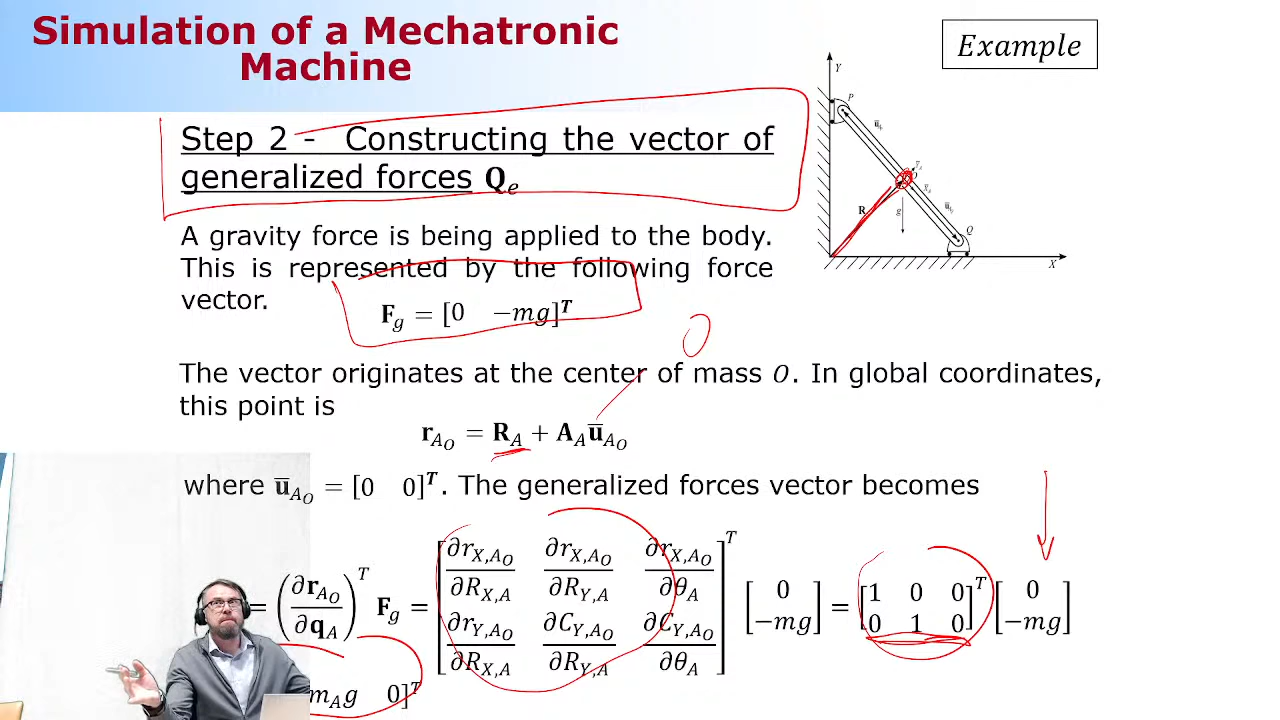 Simulation of a Mechatronic
Machine
Example
Y
P
ū_b
Step 2 - Constructing the vector of
generalized forces Q_e
O
R
g
Q
X
A gravity force is being applied to the body.
This is represented by the following force
vector.
F_g = [0 −mg]^T
0
The vector originates at the center of mass O. In global coordinates,
this point is
r_{A_O} = R_A + A_A ū_{A_O}
where ū_{A_O} = [0 0]^T. The generalized forces vector becomes
= (∂r_{A_O}/∂q_A)^T F_g = [∂r_{X,A_O}/∂R_{X,A} ∂r_{X,A_O}/∂R_{Y,A} ∂r_{X,A_O}/∂θ_A; ∂r_{Y,A_O}/∂R_{X,A} ∂C_{Y,A_O}/∂R_{Y,A} ∂C_{Y,A_O}/∂θ_A]^T [0; −mg] = [1 0 0; 0 1 0]^T [0; −mg]
m_A g 0]^T